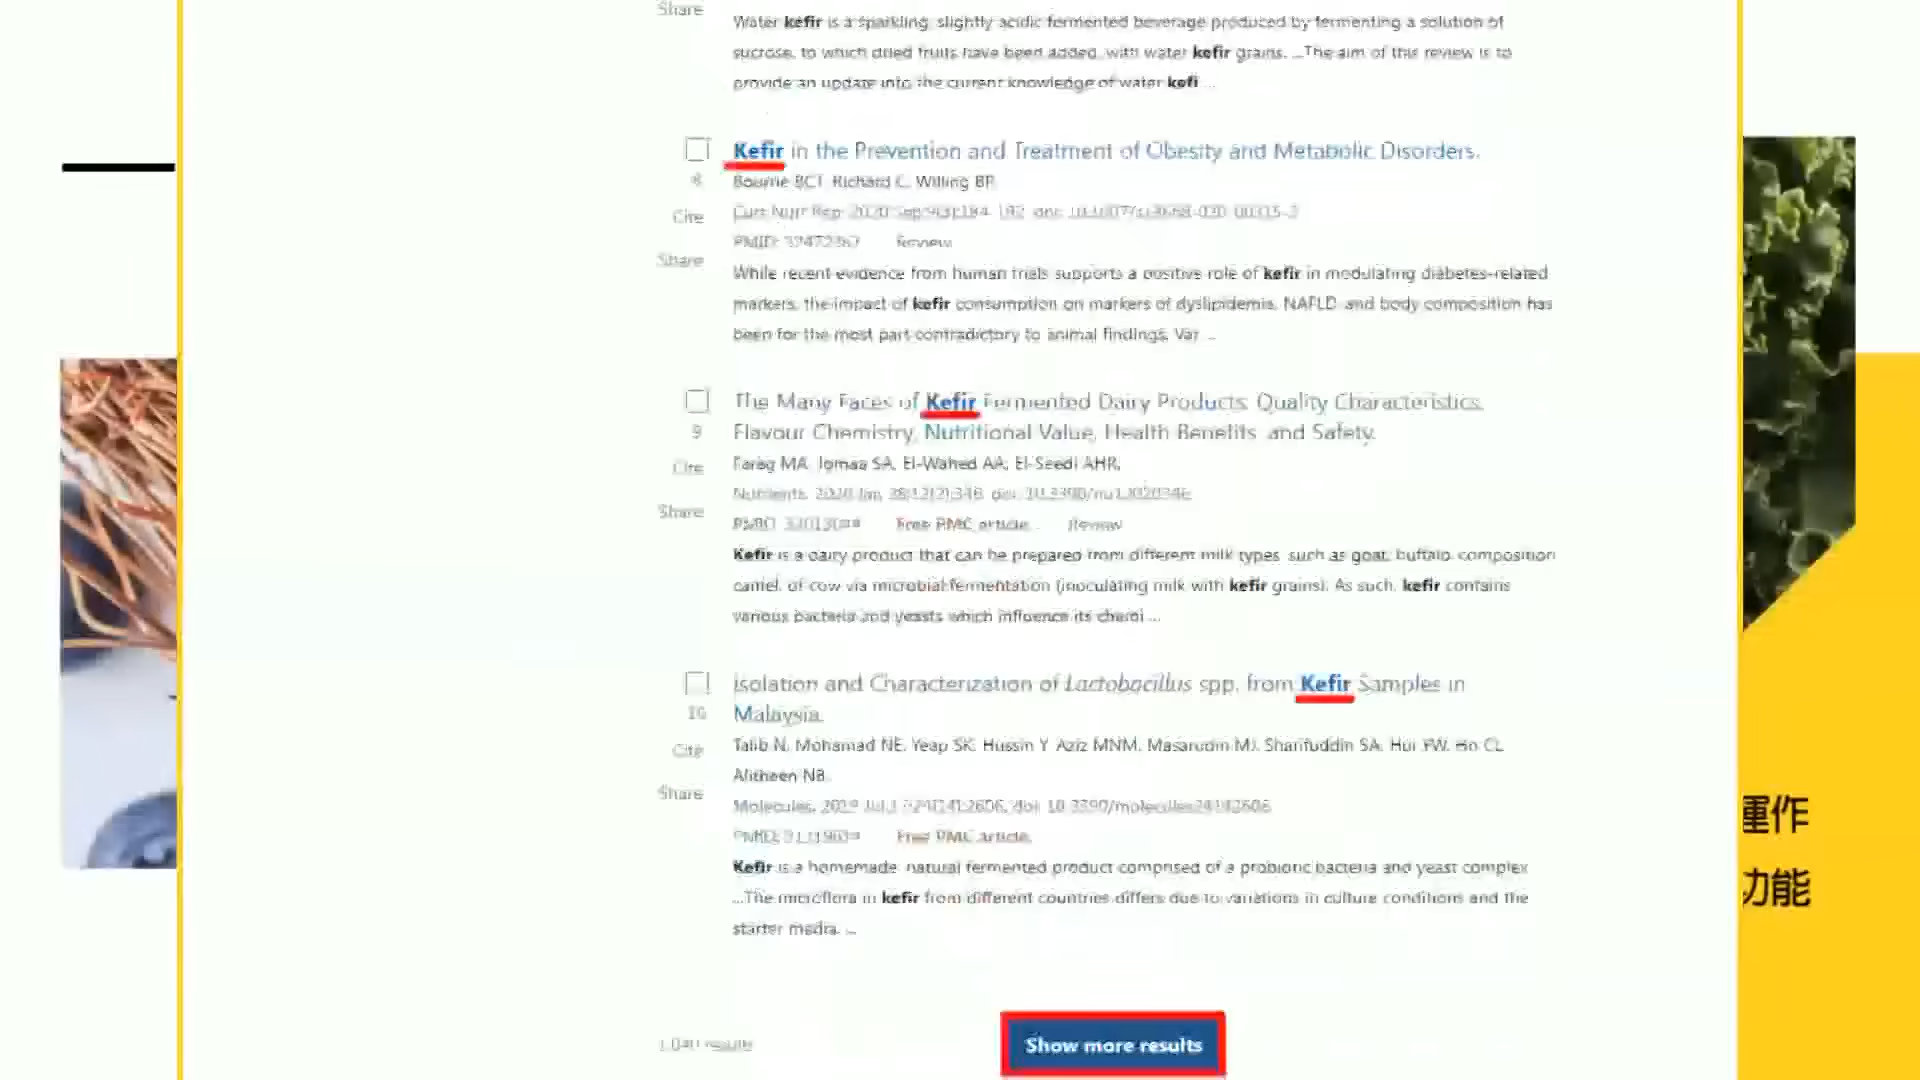 Share
Water kefir is a sparkling, slightly acidic fermented beverage produced by fermenting a solution of
sucrose, to which dried fruits have been added, with water kefir grains. ...The aim of this review is to
provide an update into the current knowledge of water kefi ...
Kefir in the Prevention and Treatment of Obesity and Metabolic Disorders.
8
Bourrie BCT, Richard C, Willing BP.
Cite
PMID: Review.
Share
While recent evidence from human trials supports a positive role of kefir in modulating diabetes-related
markers, the impact of kefir consumption on markers of dyslipidemia, NAFLD, and body composition has
been for the most part contradictory to animal findings. Var ...
The Many Faces of Kefir Fermented Dairy Products: Quality Characteristics,
9
Flavour Chemistry, Nutritional Value, Health Benefits, and Safety.
Cite
Farag MA, Jomaa SA, El-Wahed AA, El-Seedi AHR.
Nutrients. 2020 Jan
Share
Free PMC article. Review.
Kefir is a dairy product that can be prepared from different milk types, such as goat, buffalo, composition
camel, or cow via microbial fermentation (inoculating milk with kefir grains). As such, kefir contains
various bacteria and yeasts which influence its chemi ...
Isolation and Characterization of Lactobacillus spp. from Kefir Samples in
10
Malaysia.
Cite
Talib N, Mohamad NE, Yeap SK, Hussin Y, Aziz MNM, Masarudin MJ, Sharifuddin SA, Hui YW, Ho CL,
Alitheen NB.
Share
Molecules. 2019 Jul
Free PMC article.
Kefir is a homemade, natural fermented product comprised of a probiotic bacteria and yeast complex.
...The microflora in kefir from different countries differs due to variations in culture conditions and the
starter media. ...
運作
功能
results
Show more results